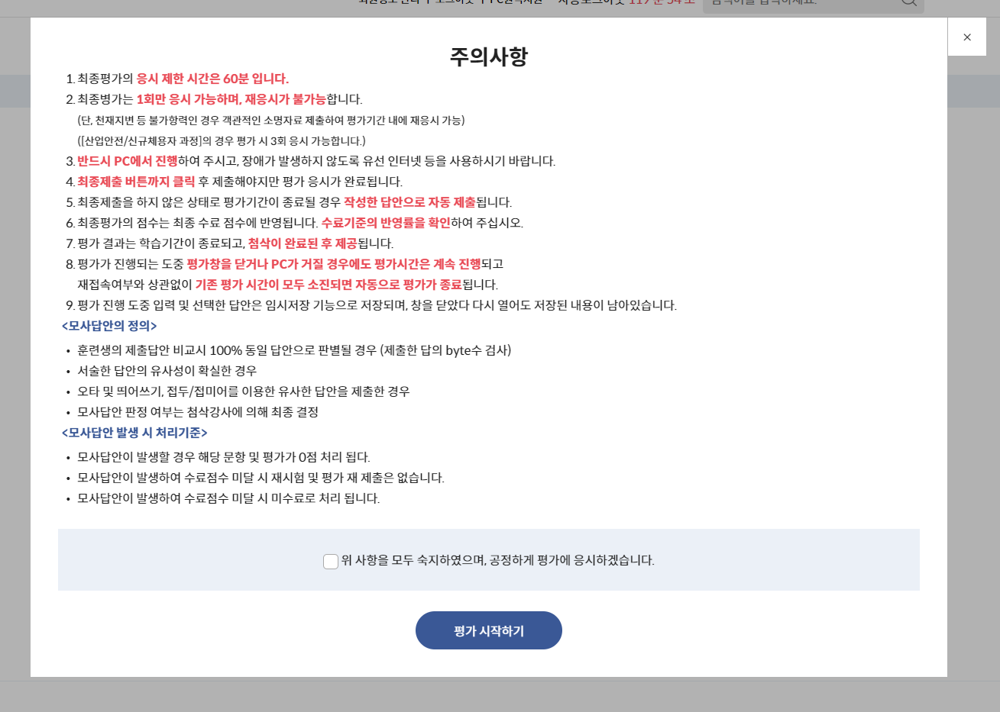 119 분 54 초
주의사항
1. 최종평가의 응시 제한 시간은 60분 입니다.
2. 최종병가는 1회만 응시 가능하며, 재응시가 불가능합니다.
(단, 천재지변 등 불가항력인 경우 객관적인 소명자료 제출하여 평가기간 내에 재응시 가능)
([산업안전/신규체용자 과정]의 경우 평가 시 3회 응시 가능합니다.)
3. 반드시 PC에서 진행하여 주시고, 장애가 발생하지 않도록 유선 인터넷 등을 사용하시기 바랍니다.
4. 최종제출 버튼까지 클릭 후 제출해야지만 평가 응시가 완료됩니다.
5. 최종제출을 하지 않은 상태로 평가기간이 종료될 경우 작성한 답안으로 자동 제출됩니다.
6. 최종평가의 점수는 최종 수료 점수에 반영됩니다. 수료기준의 반영률을 확인하여 주십시오.
7. 평가 결과는 학습기간이 종료되고, 첨삭이 완료된 후 제공됩니다.
8. 평가가 진행되는 도중 평가창을 닫거나 PC가 거질 경우에도 평가시간은 계속 진행되고
재접속여부와 상관없이 기존 평가 시간이 모두 소진되면 자동으로 평가가 종료됩니다.
9. 평가 진행 도중 입력 및 선택한 답안은 임시저장 기능으로 저장되며, 창을 닫았다 다시 열어도 저장된 내용이 남아있습니다.
<모사답안의 정의>
• 훈련생의 제출답안 비교시 100% 동일 답안으로 판별될 경우 (제출한 답의 byte수 검사)
• 서술한 답안의 유사성이 확실한 경우
• 오타 및 띄어쓰기, 접두/접미어를 이용한 유사한 답안을 제출한 경우
• 모사답안 판정 여부는 첨삭강사에 의해 최종 결정
<모사답안 발생 시 처리기준>
• 모사답안이 발생할 경우 해당 문항 및 평가가 0점 처리 됩다.
• 모사답안이 발생하여 수료점수 미달 시 재시험 및 평가 재 제출은 없습니다.
• 모사답안이 발생하여 수료점수 미달 시 미수료로 처리 됩니다.
위 사항을 모두 숙지하였으며, 공정하게 평가에 응시하겠습니다.
평가 시작하기